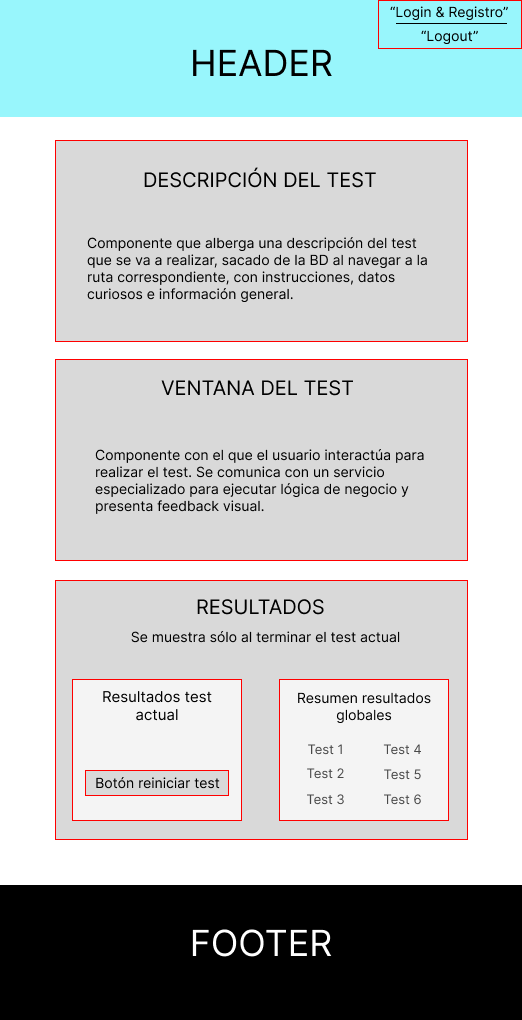 “Login & Registro”
“Logout”
HEADER
DESCRIPCIÓN DEL TEST
Componente que alberga una descripción del test
que se va a realizar, sacado de la BD al navegar a la
ruta correspondiente, con instrucciones, datos
curiosos e información general.
VENTANA DEL TEST
Componente con el que el usuario interactúa para
realizar el test. Se comunica con un servicio
especializado para ejecutar lógica de negocio y
presenta feedback visual.
RESULTADOS
Se muestra sólo al terminar el test actual
Resultados test
actual
Botón reiniciar test
Resumen resultados
globales
Test 1
Test 4
Test 2
Test 5
Test 3
Test 6
FOOTER